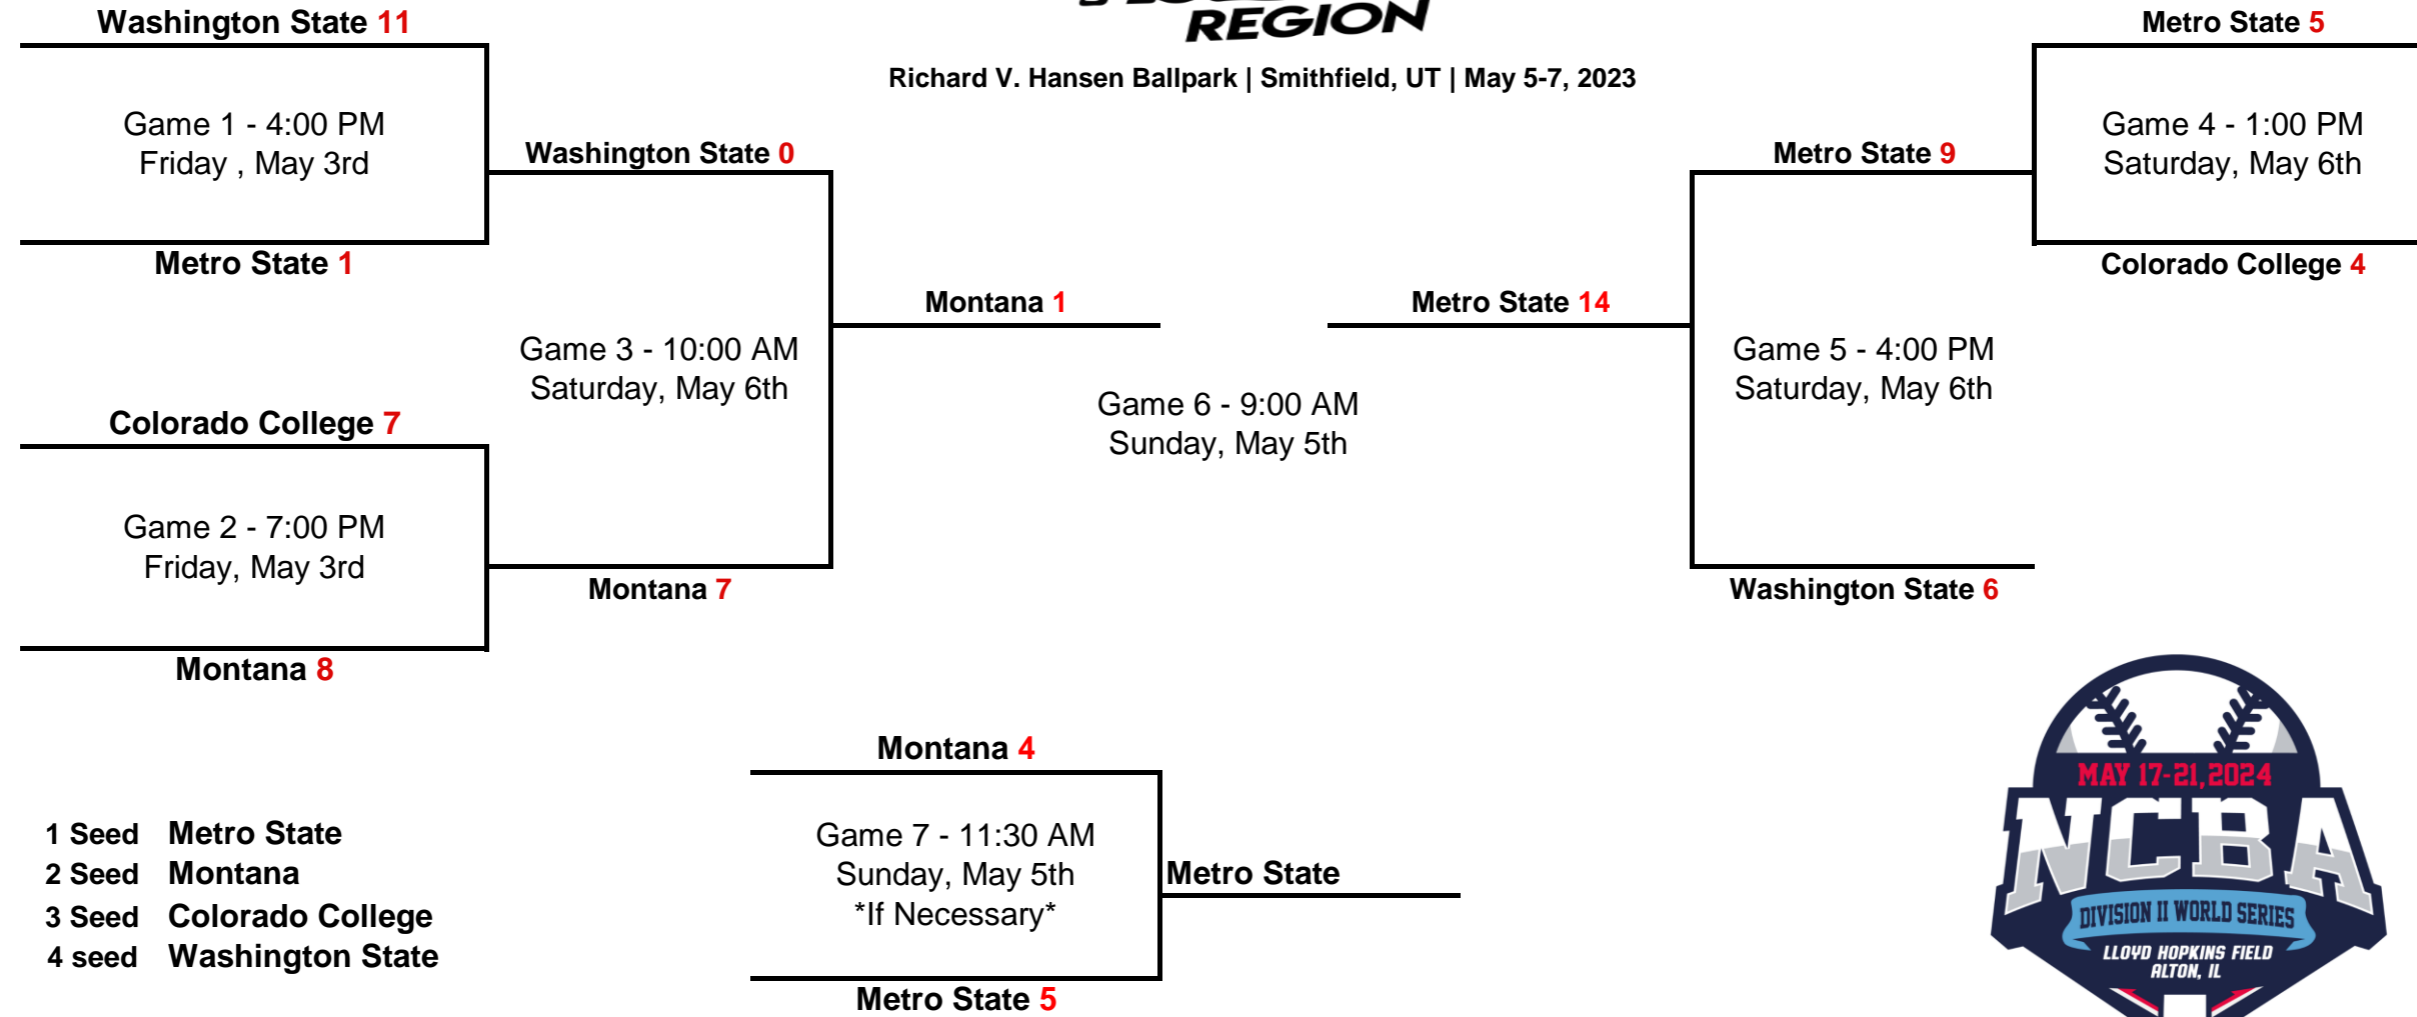 REGION
Richard V. Hansen Ballpark | Smithfield, UT | May 5-7, 2023
Washington State 11
Game 1 - 4:00 PM
Friday , May 3rd
Metro State 1
Colorado College 7
Game 2 - 7:00 PM
Friday, May 3rd
Montana 8
Washington State 0
Game 3 - 10:00 AM
Saturday, May 6th
Montana 7
Montana 1
Metro State 14
Game 6 - 9:00 AM
Sunday, May 5th
Metro State 9
Game 5 - 4:00 PM
Saturday, May 6th
Washington State 6
Metro State 5
Game 4 - 1:00 PM
Saturday, May 6th
Colorado College 4
Montana 4
Game 7 - 11:30 AM
Sunday, May 5th
*If Necessary*
Metro State 5
Metro State
1 Seed Metro State
2 Seed Montana
3 Seed Colorado College
4 seed Washington State
MAY 17-21, 2024
NCBA
DIVISION II WORLD SERIES
LLOYD HOPKINS FIELD
ALTON, IL